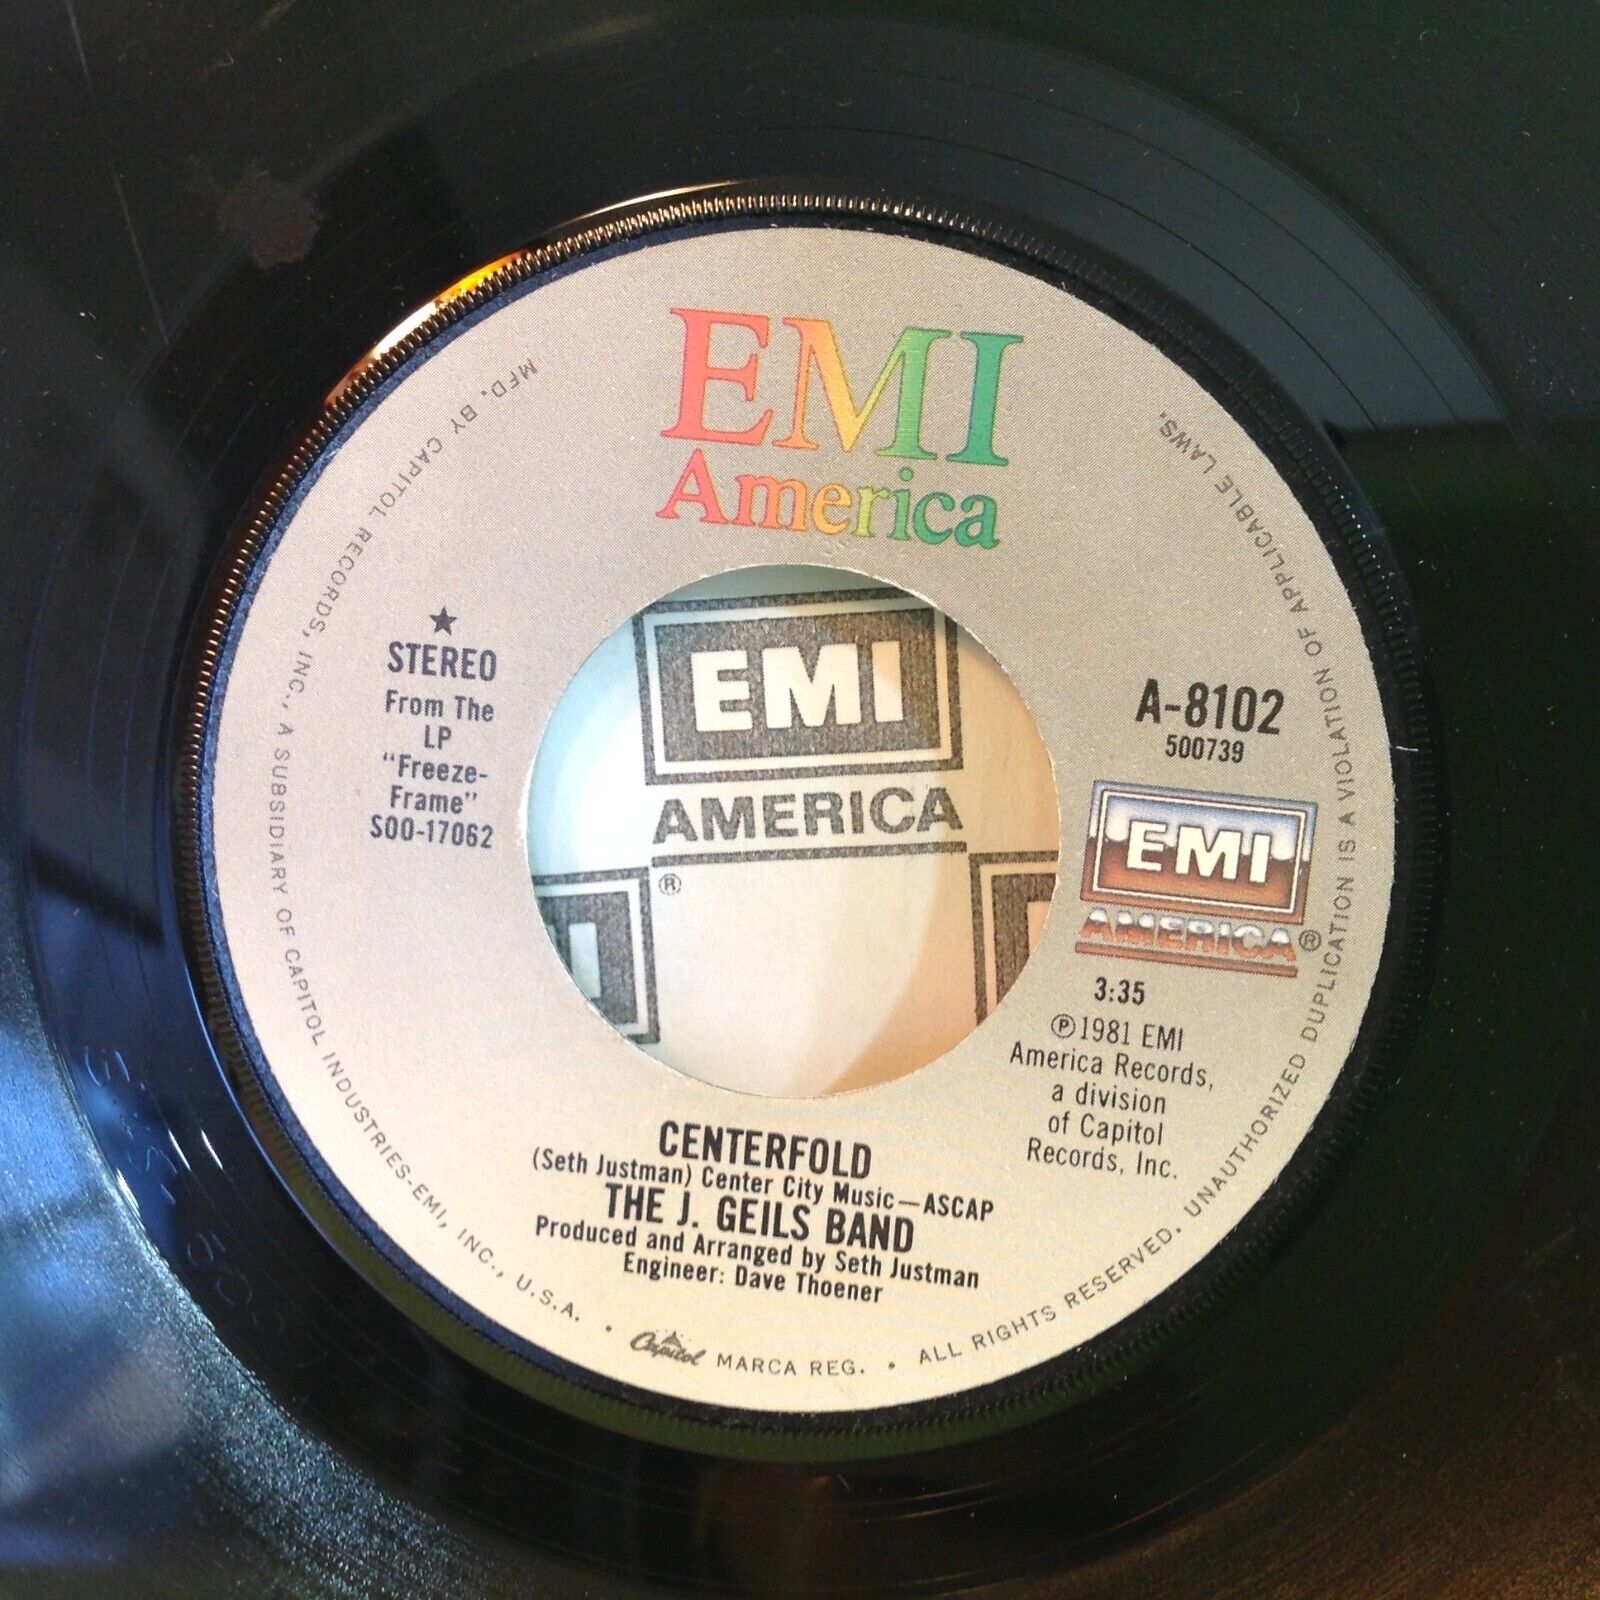 EMI
America
MFD. BY CAPITOL RECORDS, INC., A SUBSIDIARY OF CAPITOL INDUSTRIES-EMI, INC., U.S.A. • Capitol MARCA REG. • ALL RIGHTS RESERVED. UNAUTHORIZED DUPLICATION IS A VIOLATION OF APPLICABLE LAWS.
★
STEREO
From The
LP
"Freeze-
Frame"
SOO-17062
EMI
AMERICA
®
A-8102
500739
EMI
AMERICA®
3:35
℗1981 EMI
America Records,
a division
of Capitol
Records, Inc.
CENTERFOLD
(Seth Justman) Center City Music—ASCAP
THE J. GEILS BAND
Produced and Arranged by Seth Justman
Engineer: Dave Thoener